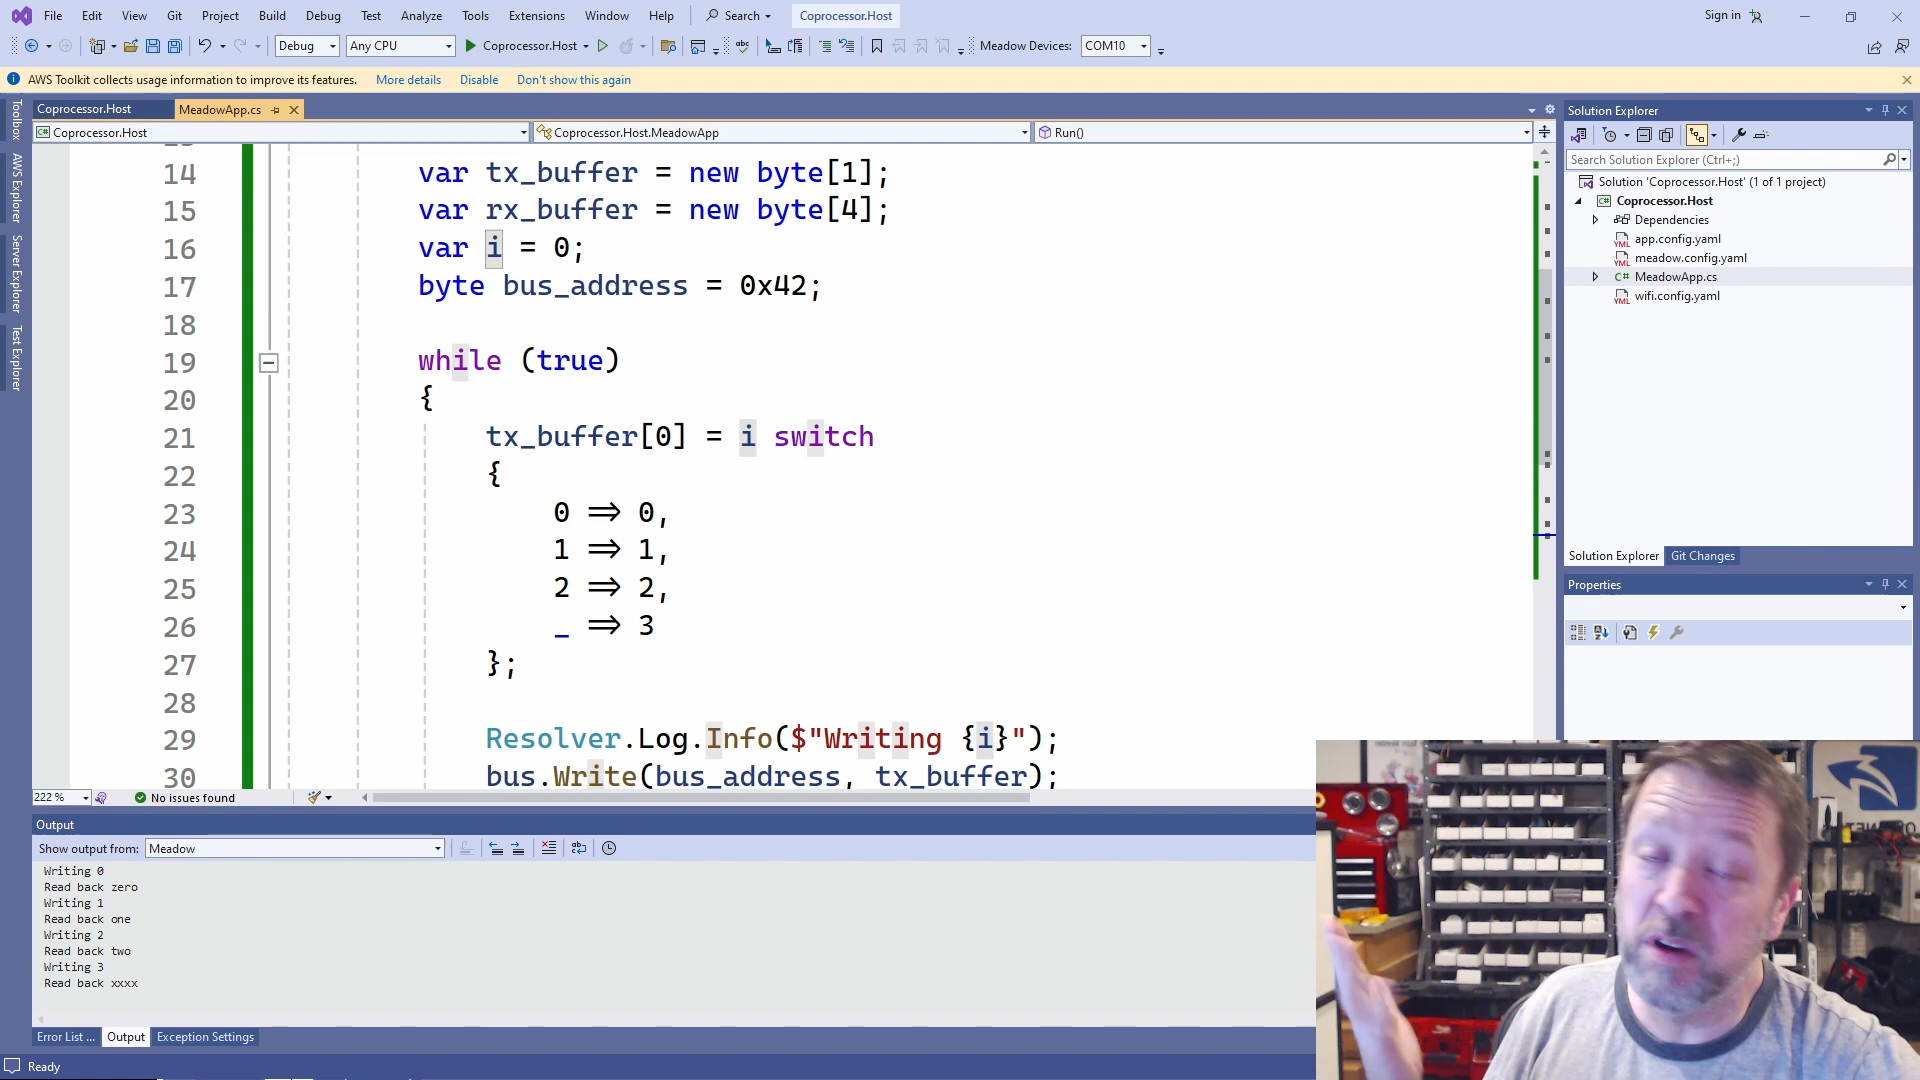 File Edit View Git Project Build Debug Test Analyze Tools Extensions Window Help Search Coprocessor.Host Sign in
Debug Any CPU Coprocessor.Host Meadow Devices: COM10
AWS Toolkit collects usage information to improve its features. More details Disable Don't show this again
Toolbox
AWS Explorer
Server Explorer
Test Explorer
Coprocessor.Host MeadowApp.cs
Coprocessor.Host Coprocessor.Host.MeadowApp Run()
14 var tx_buffer = new byte[1];
15 var rx_buffer = new byte[4];
16 var i = 0;
17 byte bus_address = 0x42;
18
19 while (true)
20 {
21 tx_buffer[0] = i switch
22 {
23 0 => 0,
24 1 => 1,
25 2 => 2,
26 _ => 3
27 };
28
29 Resolver.Log.Info($"Writing {i}");
30 bus.Write(bus_address, tx_buffer);
222 % No issues found
Output
Show output from: Meadow
Writing 0
Read back zero
Writing 1
Read back one
Writing 2
Read back two
Writing 3
Read back xxxx
Error List ... Output Exception Settings
Ready
Solution Explorer
Search Solution Explorer (Ctrl+;)
Solution 'Coprocessor.Host' (1 of 1 project)
Coprocessor.Host
Dependencies
app.config.yaml
meadow.config.yaml
MeadowApp.cs
wifi.config.yaml
Solution Explorer Git Changes
Properties